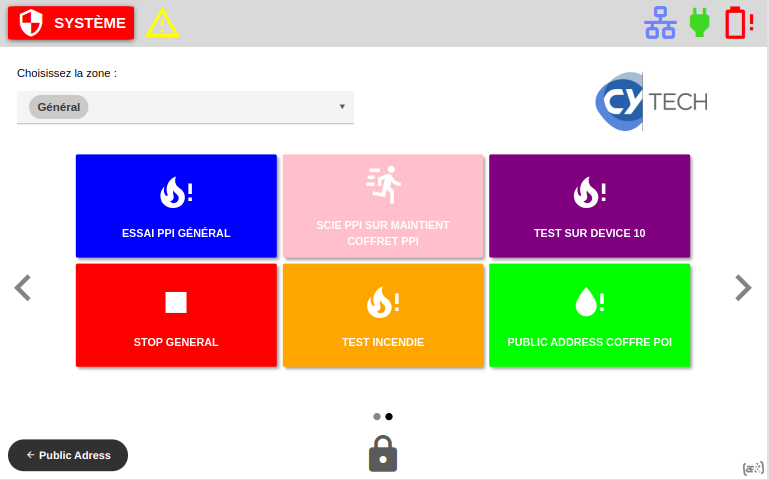 SYSTÈME
Choisissez la zone :
Général
CY TECH
ESSAI PPI GÉNÉRAL
SCIE PPI SUR MAINTIENT
COFFRET PPI
TEST SUR DEVICE 10
STOP GENERAL
TEST INCENDIE
PUBLIC ADDRESS COFFRE POI
Public Adress